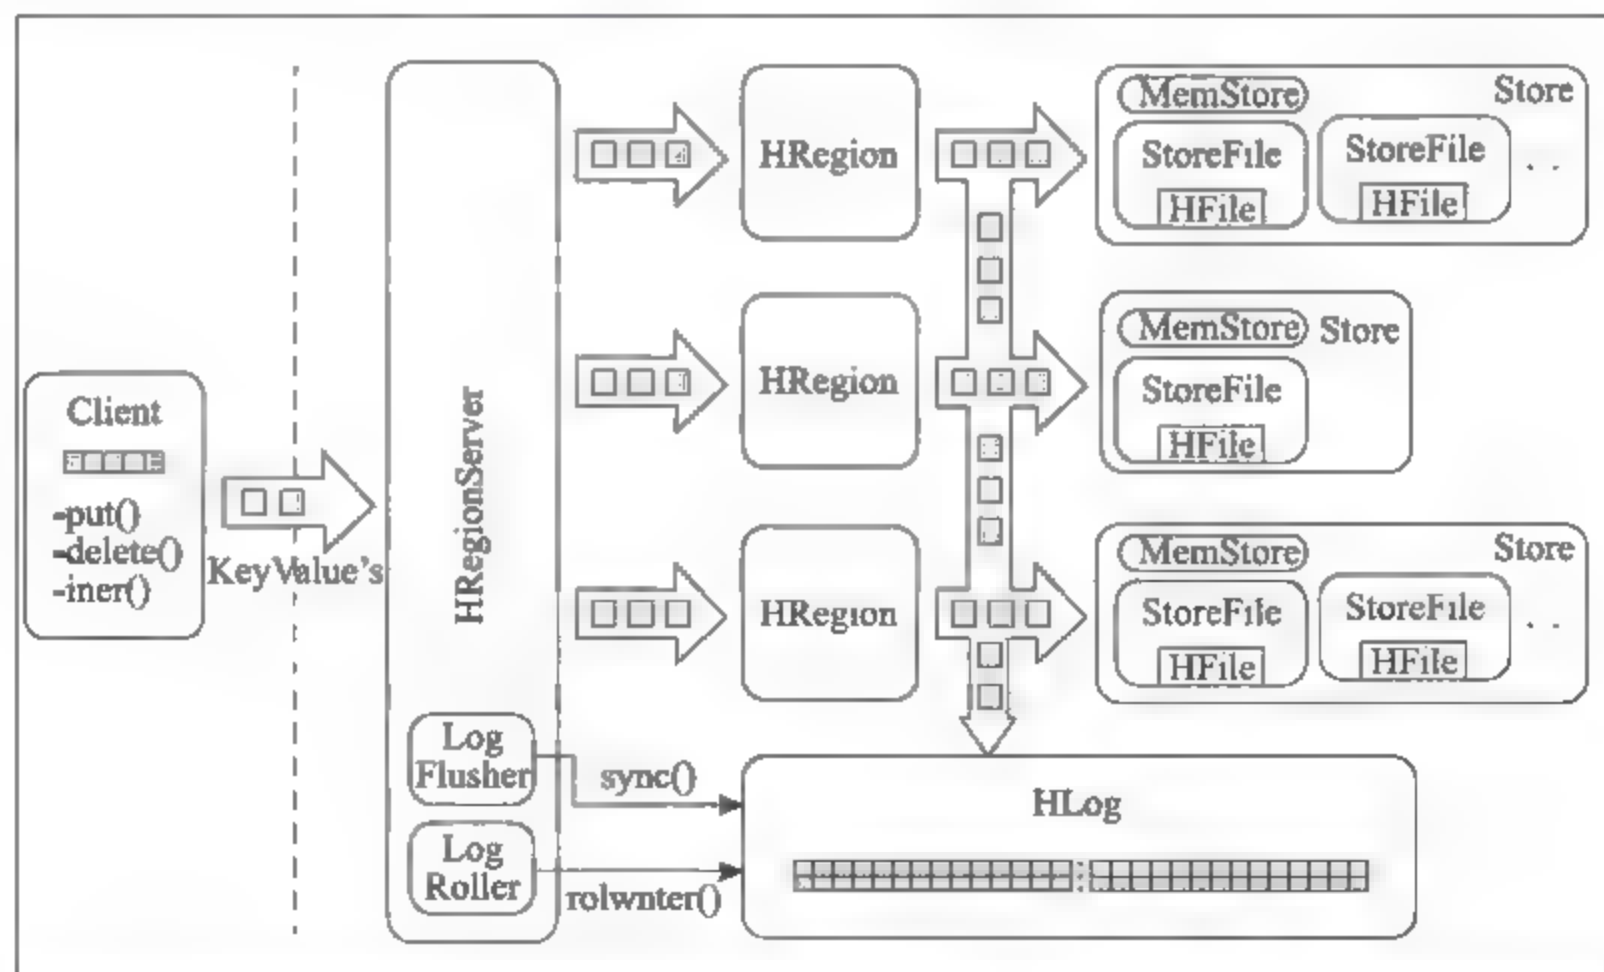 Client
-put()
-delete()
-iner()
KeyValue's
HRegionServer
Log
Flusher
Log
Roller
sync()
rolwnter()
HRegion
MemStore
Store
StoreFile
HFile
StoreFile
HFile
. .
HRegion
MemStore
Store
StoreFile
HFile
HRegion
MemStore
Store
StoreFile
HFile
StoreFile
HFile
. .
HLog